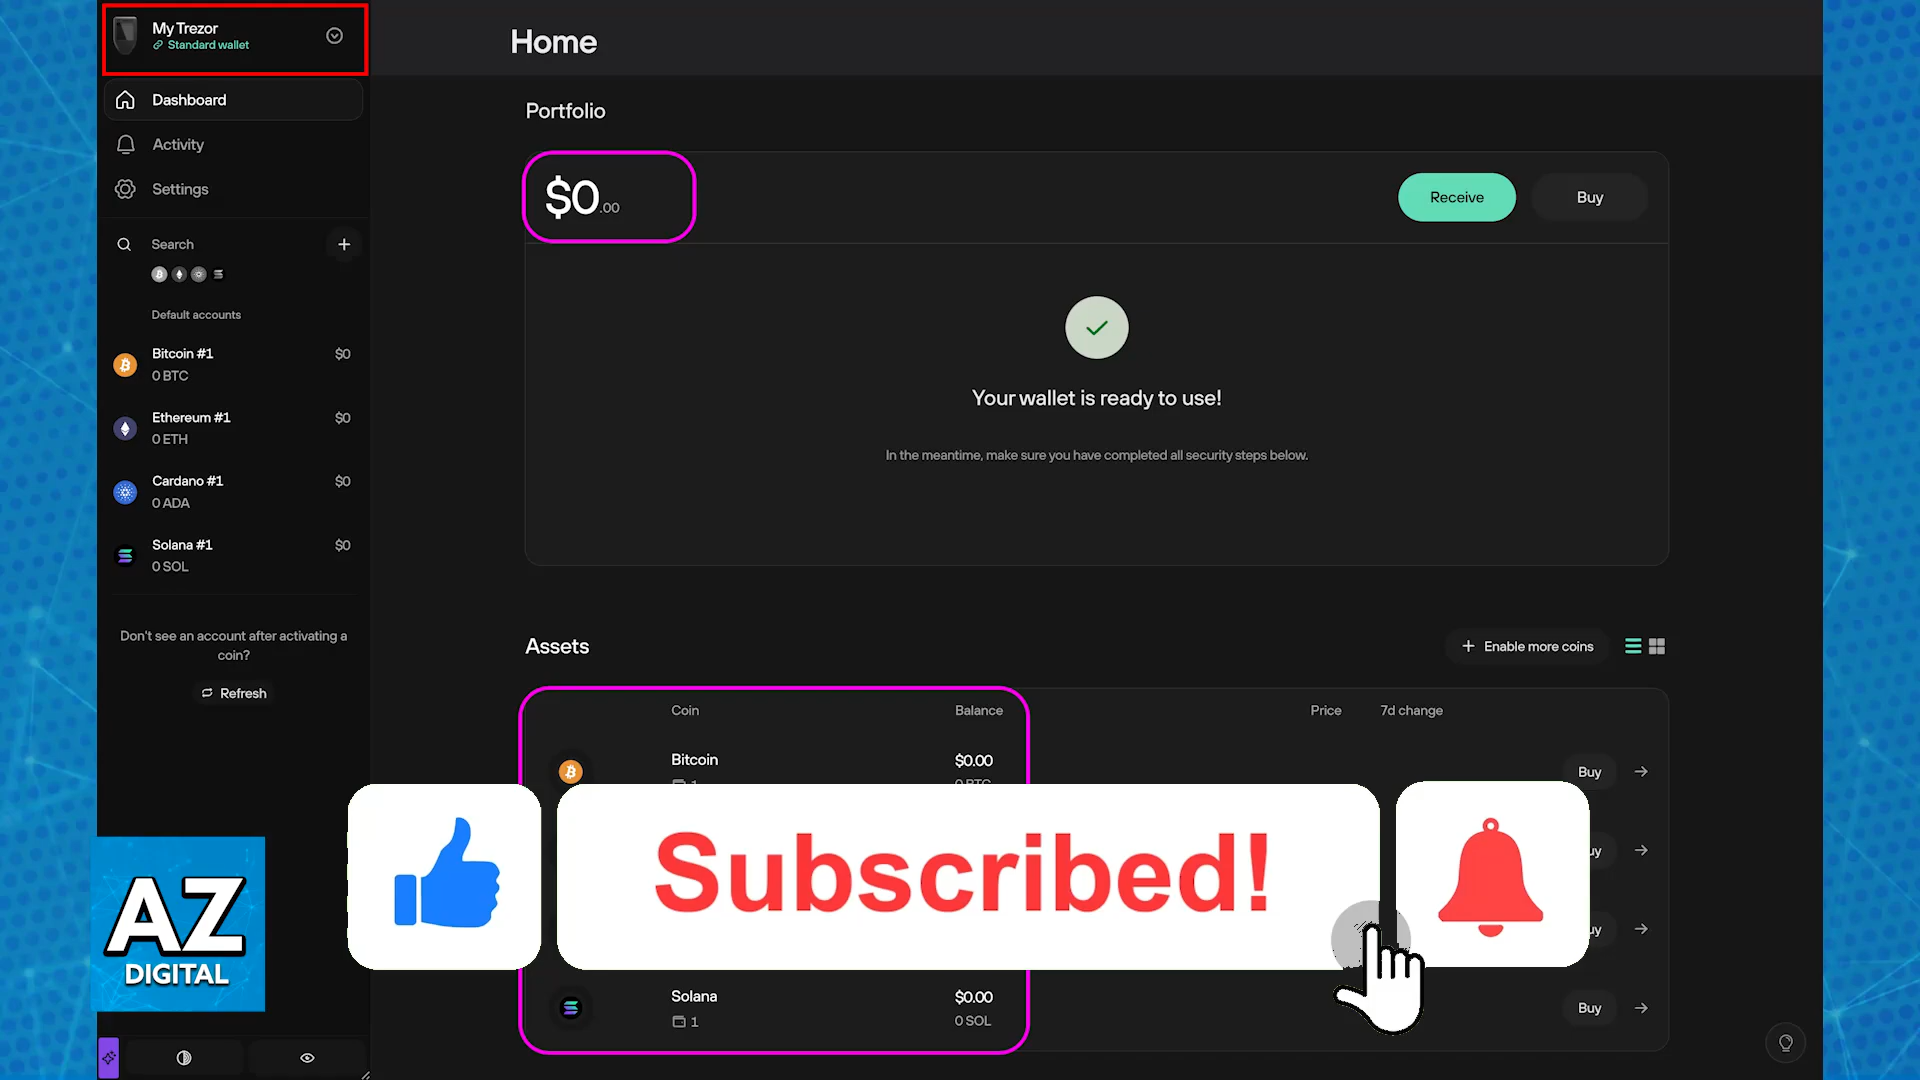 My Trezor
Standard wallet
Dashboard
Activity
Settings
Search
Default accounts
Bitcoin #1 $0
0 BTC
Ethereum #1 $0
0 ETH
Cardano #1 $0
0 ADA
Solana #1 $0
0 SOL
Don't see an account after activating a
coin?
Refresh
AZ
DIGITAL
Home
Portfolio
$0.00
Receive Buy
Your wallet is ready to use!
In the meantime, make sure you have completed all security steps below.
Assets
Enable more coins
Coin Balance Price 7d change
Bitcoin $0.00 Buy
Subscribed!
Solana $0.00 Buy
1 0 SOL